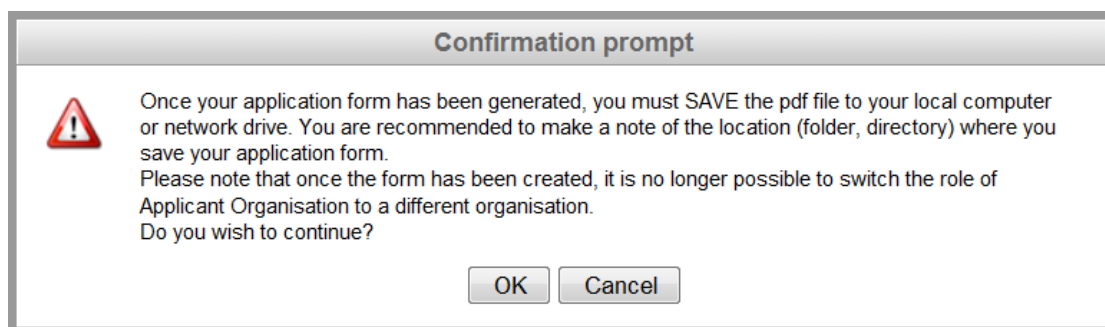 Confirmation prompt
Once your application form has been generated, you must SAVE the pdf file to your local computer
or network drive. You are recommended to make a note of the location (folder, directory) where you
save your application form.
Please note that once the form has been created, it is no longer possible to switch the role of
Applicant Organisation to a different organisation.
Do you wish to continue?
OK Cancel